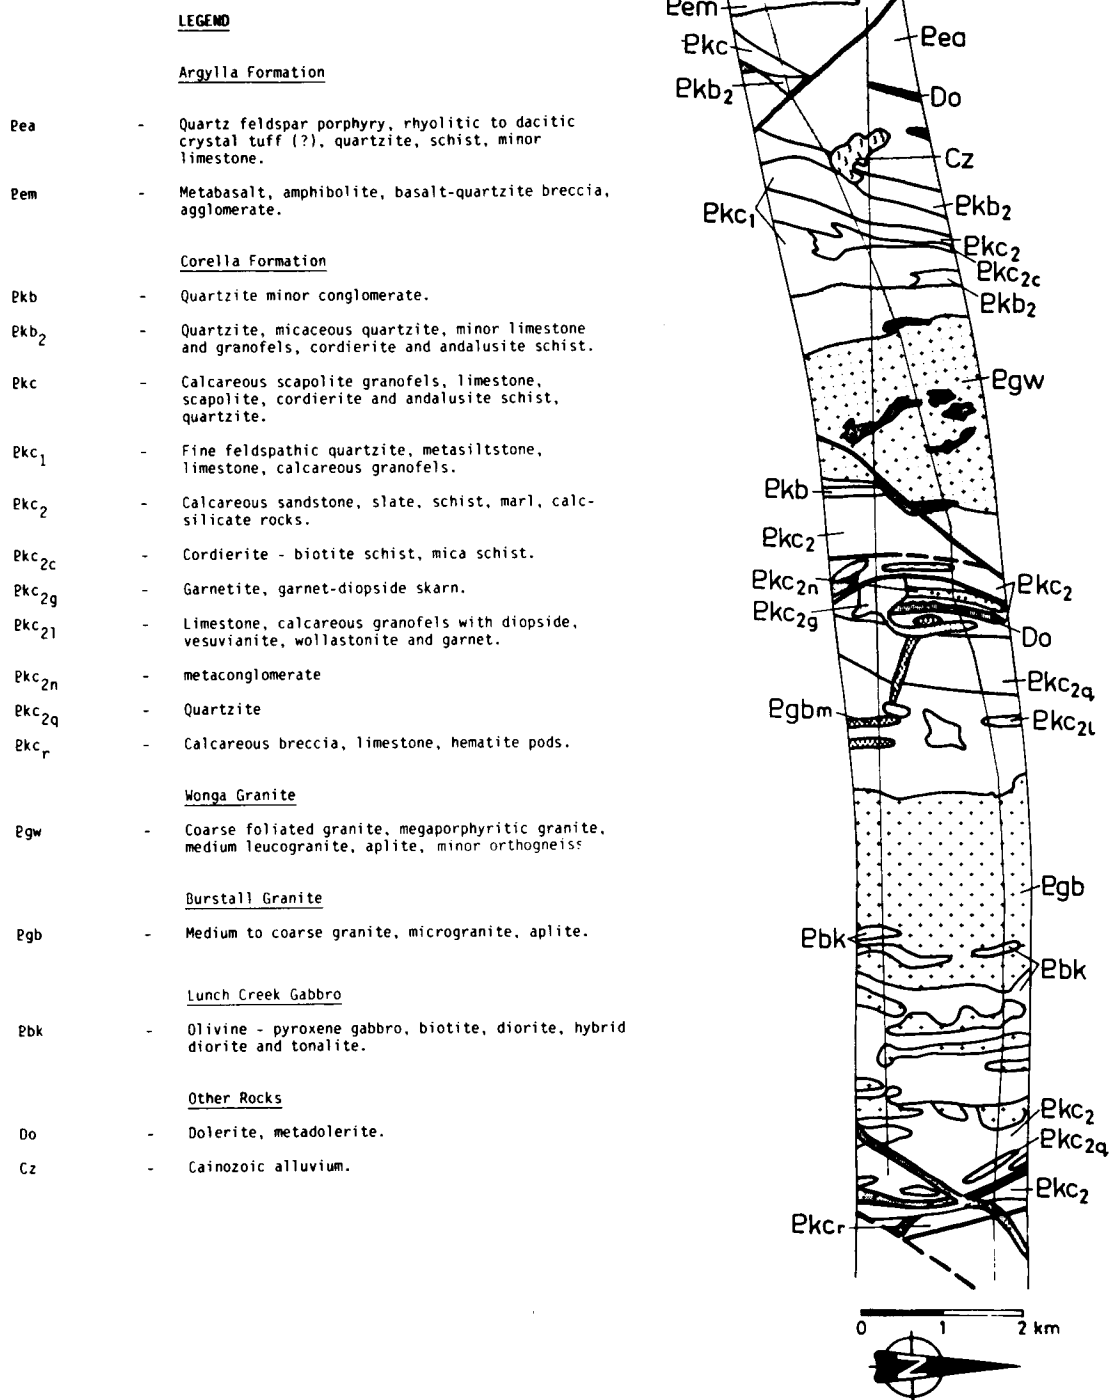 LEGEND
Argylla Formation
Pea - Quartz feldspar porphyry, rhyolitic to dacitic
crystal tuff (?), quartzite, schist, minor
limestone.
Pem - Metabasalt, amphibolite, basalt-quartzite breccia,
agglomerate.
Corella Formation
Pkb - Quartzite minor conglomerate.
Pkb2 - Quartzite, micaceous quartzite, minor limestone
and granofels, cordierite and andalusite schist.
Pkc - Calcareous scapolite granofels, limestone,
scapolite, cordierite and andalusite schist,
quartzite.
Pkc1 - Fine feldspathic quartzite, metasiltstone,
limestone, calcareous granofels.
Pkc2 - Calcareous sandstone, slate, schist, marl, calc-
silicate rocks.
Pkc2c - Cordierite - biotite schist, mica schist.
Pkc2g - Garnetite, garnet-diopside skarn.
Pkc2l - Limestone, calcareous granofels with diopside,
vesuvianite, wollastonite and garnet.
Pkc2n - metaconglomerate
Pkc2q - Quartzite
Pkcr - Calcareous breccia, limestone, hematite pods.
Wonga Granite
Pgw - Coarse foliated granite, megaporphyritic granite,
medium leucogranite, aplite, minor orthogneiss
Burstall Granite
Pgb - Medium to coarse granite, microgranite, aplite.
Lunch Creek Gabbro
Pbk - Olivine - pyroxene gabbro, biotite, diorite, hybrid
diorite and tonalite.
Other Rocks
Do - Dolerite, metadolerite.
Cz - Cainozoic alluvium.
Pem
Pea
Pkc
Pkb2
Do
Cz
Pkb2
Pkc1
Pkc2
Pkc2c
Pkb2
Pgw
Pkb
Pkc2
Pkc2n
Pkc2
Pkc2g
Do
Pkc2q
Pgbm
Pkc2l
Pgb
Pbk
Pbk
Pkc2
Pkc2q
Pkc2
Pkcr
0 1 2 km
N